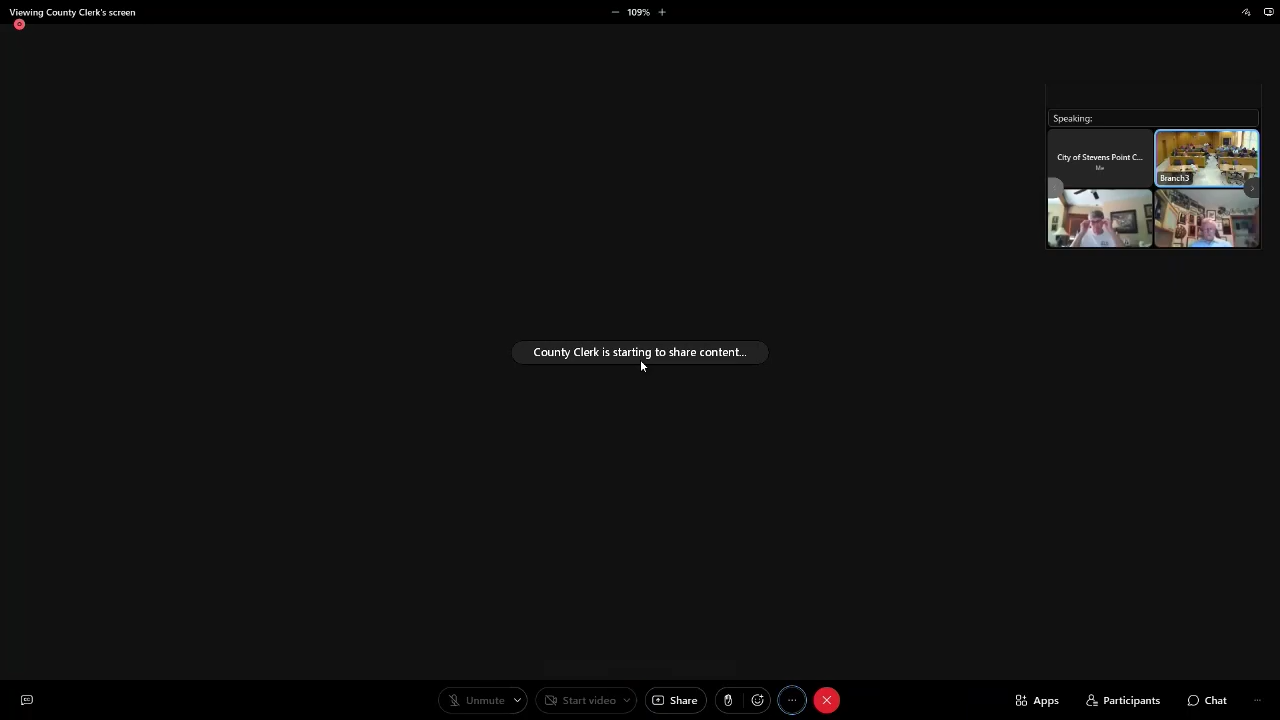 Viewing County Clerk's screen
109%
Speaking:
City of Stevens Point C...
Me
Branch3
County Clerk is starting to share content...
Unmute
Start video
Share
Apps
Participants
Chat